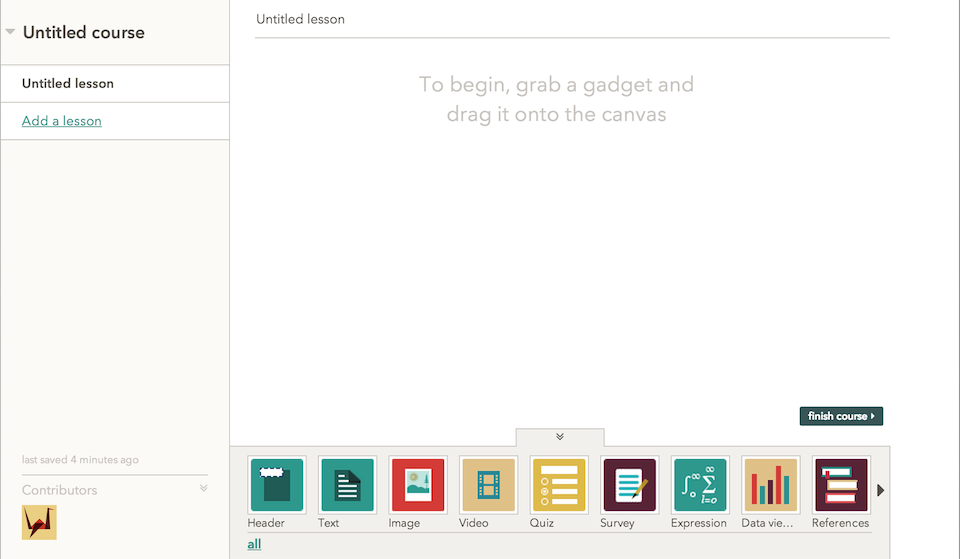 Untitled course
Untitled lesson
Add a lesson
last saved 4 minutes ago
Contributors
Untitled lesson
To begin, grab a gadget and
drag it onto the canvas
finish course
Header Text Image Video Quiz Survey Expression Data vie... References
all